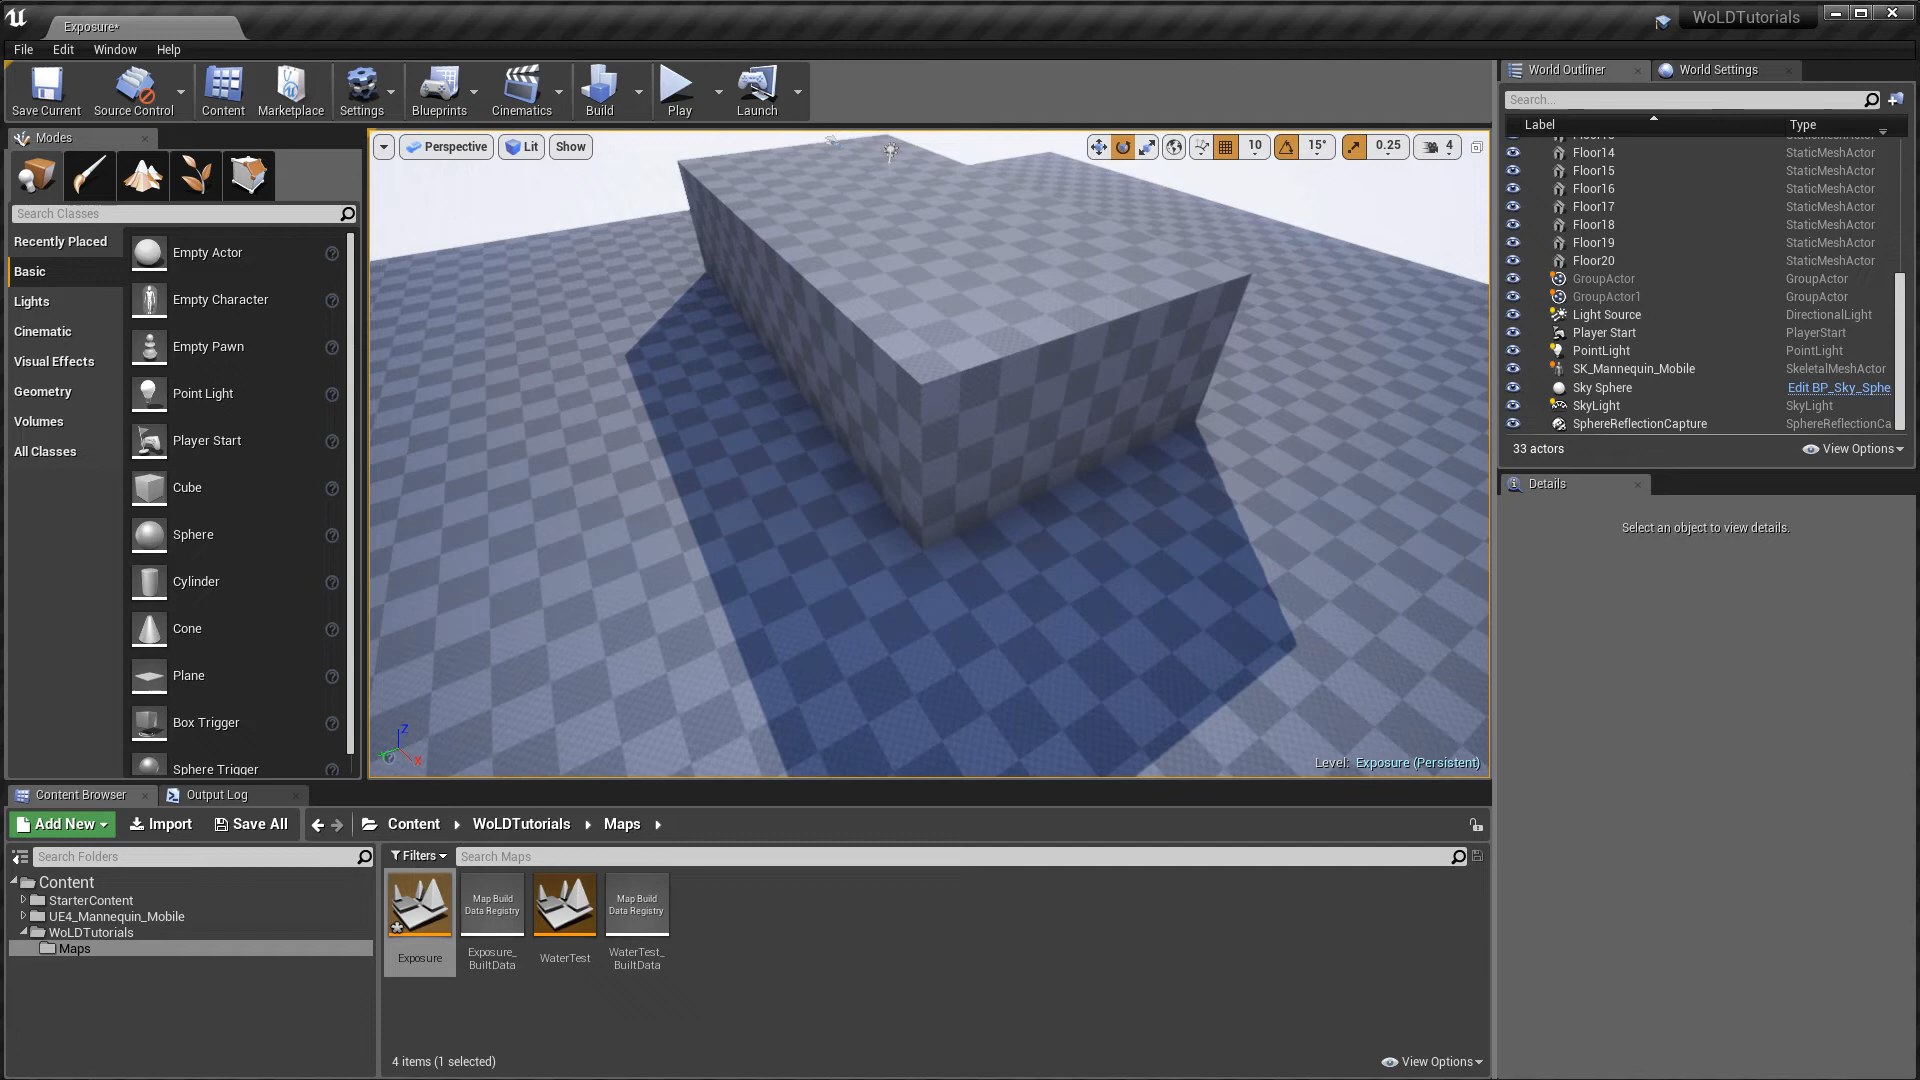 Exposure*
WoLDTutorials
File Edit Window Help
Save Current
Source Control
Content
Marketplace
Settings
Blueprints
Cinematics
Build
Play
Launch
Modes
Search Classes
Recently Placed
Basic
Lights
Cinematic
Visual Effects
Geometry
Volumes
All Classes
Empty Actor
Empty Character
Empty Pawn
Point Light
Player Start
Cube
Sphere
Cylinder
Cone
Plane
Box Trigger
Sphere Trigger
Perspective
Lit
Show
10
15°
0.25
4
Z
X
Level: Exposure (Persistent)
World Outliner
World Settings
Search...
Label Type
Floor14 StaticMeshActor
Floor15 StaticMeshActor
Floor16 StaticMeshActor
Floor17 StaticMeshActor
Floor18 StaticMeshActor
Floor19 StaticMeshActor
Floor20 StaticMeshActor
GroupActor GroupActor
GroupActor1 GroupActor
Light Source DirectionalLight
Player Start PlayerStart
PointLight PointLight
SK_Mannequin_Mobile SkeletalMeshActor
Sky Sphere Edit BP_Sky_Sphe
SkyLight SkyLight
SphereReflectionCapture SphereReflectionCa
33 actors
View Options
Details
Select an object to view details.
Content Browser
Output Log
Add New
Import
Save All
Content
WoLDTutorials
Maps
Search Folders
Content
StarterContent
UE4_Mannequin_Mobile
WoLDTutorials
Maps
Filters
Search Maps
Map Build
Data Registry
Map Build
Data Registry
Exposure
Exposure_
BuiltData
WaterTest
WaterTest_
BuiltData
4 items (1 selected)
View Options